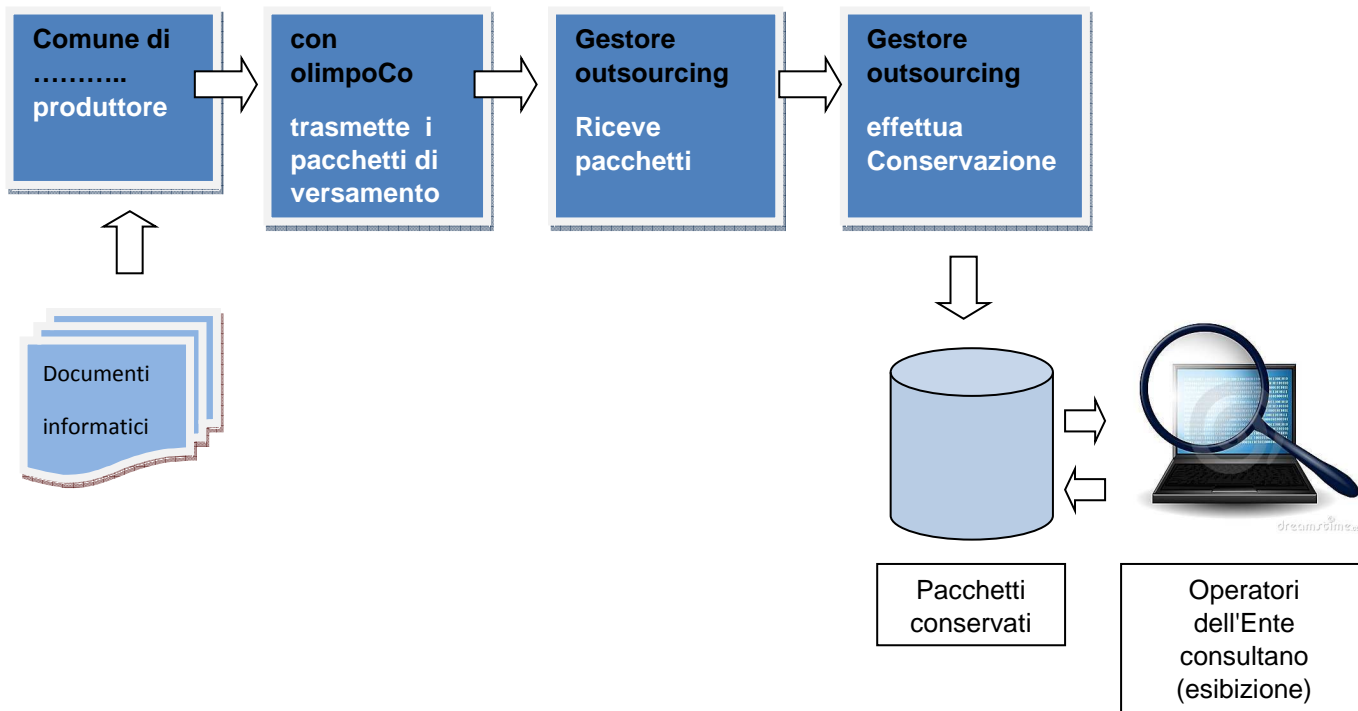 Comune di
………..
produttore
con
olimpoCo
trasmette i
pacchetti di
versamento
Gestore
outsourcing
Riceve
pacchetti
Gestore
outsourcing
effettua
Conservazione
Documenti
informatici
dreamstime
Pacchetti
conservati
Operatori
dell'Ente
consultano
(esibizione)